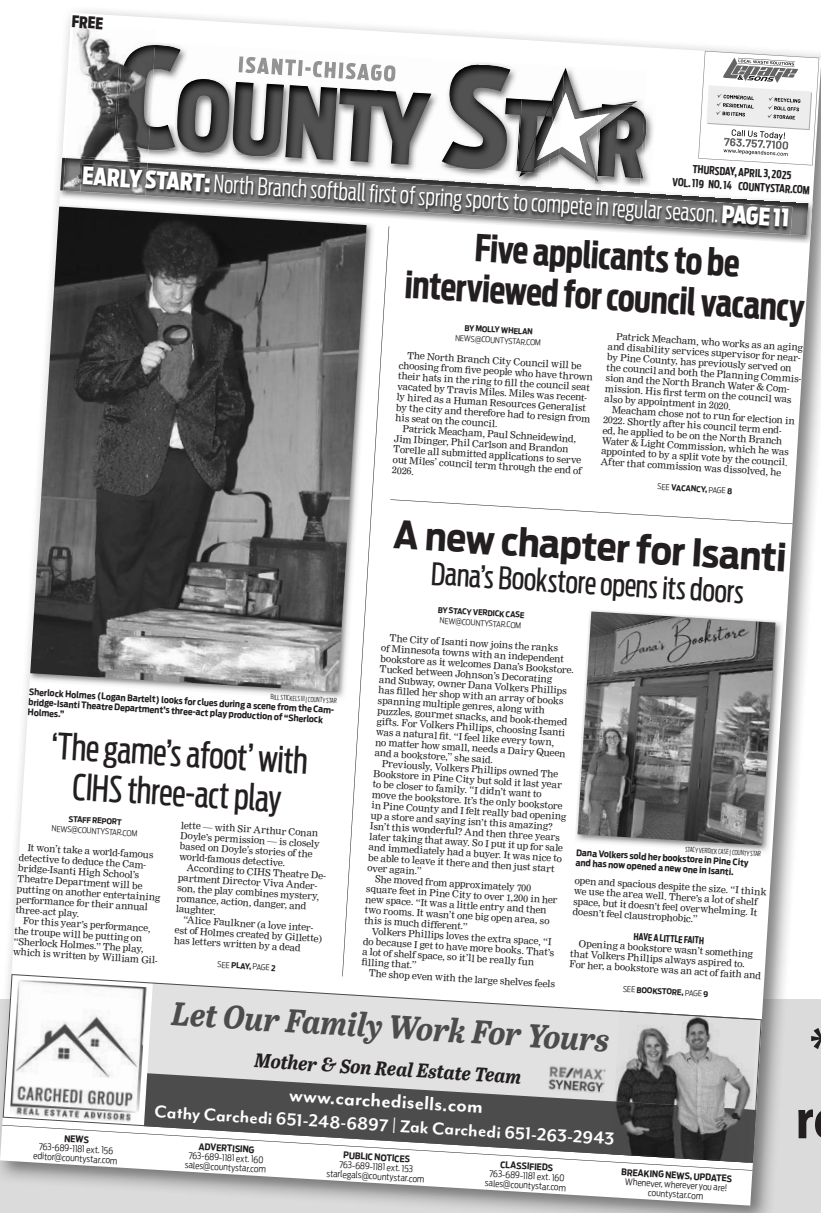 FREE
ISANTI-CHISAGO
COUNTY STAR
LOCAL WASTE SOLUTIONS
Lepage
& SONS
✓ COMMERCIAL
✓ RESIDENTIAL
✓ BIG ITEMS
✓ RECYCLING
✓ ROLL OFFS
✓ STORAGE
Call Us Today!
763.757.7100
www.lepageandsons.com
THURSDAY, APRIL 3, 2025
VOL. 119 NO. 14 COUNTYSTAR.COM
EARLY START: North Branch softball first of spring sports to compete in regular season. PAGE 11
BILL STICKELS III | COUNTY STAR
Sherlock Holmes (Logan Bartelt) looks for clues during a scene from the Cam-
bridge-Isanti Theatre Department's three-act play production of "Sherlock
Holmes."
'The game's afoot' with
CIHS three-act play
STAFF REPORT
NEWS@COUNTYSTAR.COM
It won't take a world-famous
detective to deduce the Cam-
bridge-Isanti High School's
Theatre Department will be
putting on another entertaining
performance for their annual
three-act play.
For this year's performance,
the troupe will be putting on
"Sherlock Holmes." The play,
which is written by William Gil-
lette — with Sir Arthur Conan
Doyle's permission — is closely
based on Doyle's stories of the
world-famous detective.
According to CIHS Theatre De-
partment Director Viva Ander-
son, the play combines mystery,
romance, action, danger, and
laughter.
"Alice Faulkner (a love inter-
est of Holmes created by Gillette)
has letters written by a dead
SEE PLAY, PAGE 2
Five applicants to be
interviewed for council vacancy
BY MOLLY WHELAN
NEWS@COUNTYSTAR.COM
The North Branch City Council will be
choosing from five people who have thrown
their hats in the ring to fill the council seat
vacated by Travis Miles. Miles was recent-
ly hired as a Human Resources Generalist
by the city and therefore had to resign from
his seat on the council.
Patrick Meacham, Paul Schneidewind,
Jim Ibinger, Phil Carlson and Brandon
Torelle all submitted applications to serve
out Miles' council term through the end of
2026.
Patrick Meacham, who works as an aging
and disability services supervisor for near-
by Pine County, has previously served on
the council and both the Planning Commis-
sion and the North Branch Water & Com-
mission. His first term on the council was
also by appointment in 2020.
Meacham chose not to run for election in
2022. Shortly after his council term end-
ed, he applied to be on the North Branch
Water & Light Commission, which he was
appointed to by a split vote by the council.
After that commission was dissolved, he
SEE VACANCY, PAGE 8
A new chapter for Isanti
Dana's Bookstore opens its doors
BY STACY VERDICK CASE
NEW@COUNTYSTAR.COM
The City of Isanti now joins the ranks
of Minnesota towns with an independent
bookstore as it welcomes Dana's Bookstore.
Tucked between Johnson's Decorating
and Subway, owner Dana Volkers Phillips
has filled her shop with an array of books
spanning multiple genres, along with
puzzles, gourmet snacks, and book-themed
gifts. For Volkers Phillips, choosing Isanti
was a natural fit. "I feel like every town,
no matter how small, needs a Dairy Queen
and a bookstore," she said.
Previously, Volkers Phillips owned The
Bookstore in Pine City but sold it last year
to be closer to family. "I didn't want to
move the bookstore. It's the only bookstore
in Pine County and I felt really bad opening
up a store and saying isn't this amazing?
Isn't this wonderful? And then three years
later taking that away. So I put it up for sale
and immediately had a buyer. It was nice to
be able to leave it there and then just start
over again."
She moved from approximately 700
square feet in Pine City to over 1,200 in her
new space. "It was a little entry and then
two rooms. It wasn't one big open area, so
this is much different."
Volkers Phillips loves the extra space, "I
do because I get to have more books. That's
a lot of shelf space, so it'll be really fun
filling that."
The shop even with the large shelves feels
Dana's Bookstore
STACY VERDICK CASE | COUNTY STAR
Dana Volkers sold her bookstore in Pine City
and has now opened a new one in Isanti.
open and spacious despite the size. "I think
we use the area well. There's a lot of shelf
space, but it doesn't feel overwhelming. It
doesn't feel claustrophobic."
HAVE A LITTLE FAITH
Opening a bookstore wasn't something
that Volkers Phillips always aspired to.
For her, a bookstore was an act of faith and
SEE BOOKSTORE, PAGE 9
CARCHEDI GROUP
REAL ESTATE ADVISORS
Let Our Family Work For Yours
Mother & Son Real Estate Team
RE/MAX
SYNERGY
www.carchedisells.com
Cathy Carchedi 651-248-6897 | Zak Carchedi 651-263-2943
NEWS
763-689-1181 ext. 156
editor@countystar.com
ADVERTISING
763-689-1181 ext. 160
sales@countystar.com
PUBLIC NOTICES
763-689-1181 ext. 153
starlegals@countystar.com
CLASSIFIEDS
763-689-1181 ext. 160
sales@countystar.com
BREAKING NEWS, UPDATES
Whenever, wherever you are!
countystar.com
*